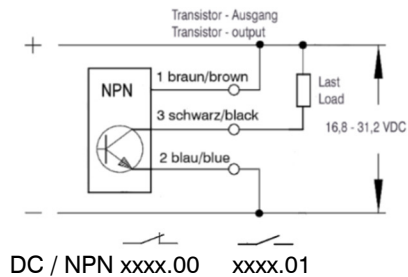 Transistor - Ausgang
Transistor - output
+
1 braun/brown
NPN
Last
Load
3 schwarz/black
16,8 - 31,2 VDC
2 blau/blue
—
DC / NPN xxxx.00 xxxx.01